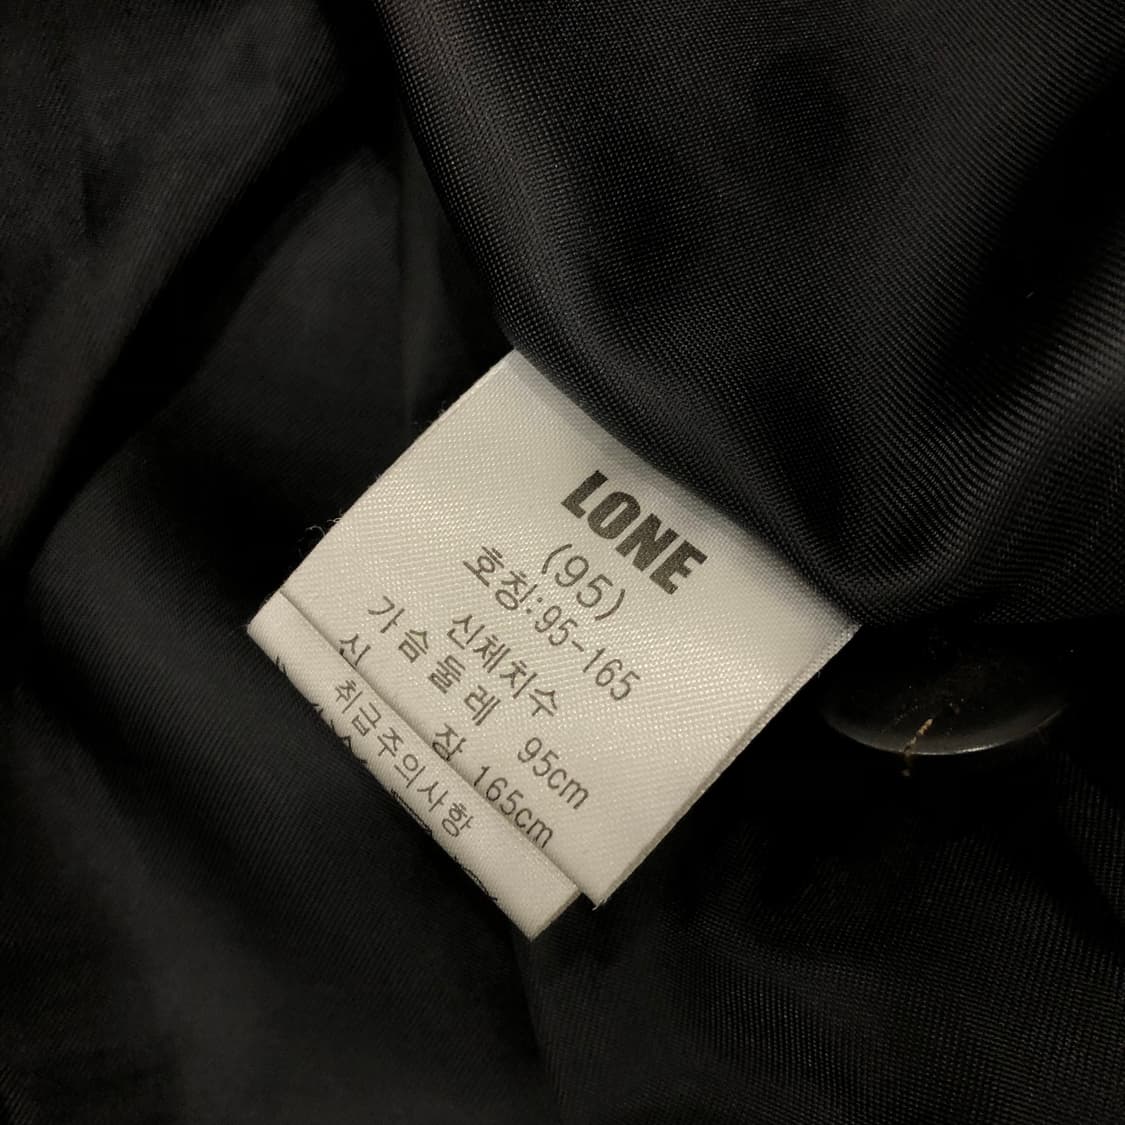 LONE
(95)
호칭:95-165
신체치수
가슴둘레 95cm
신 장 165cm
취급주의사항